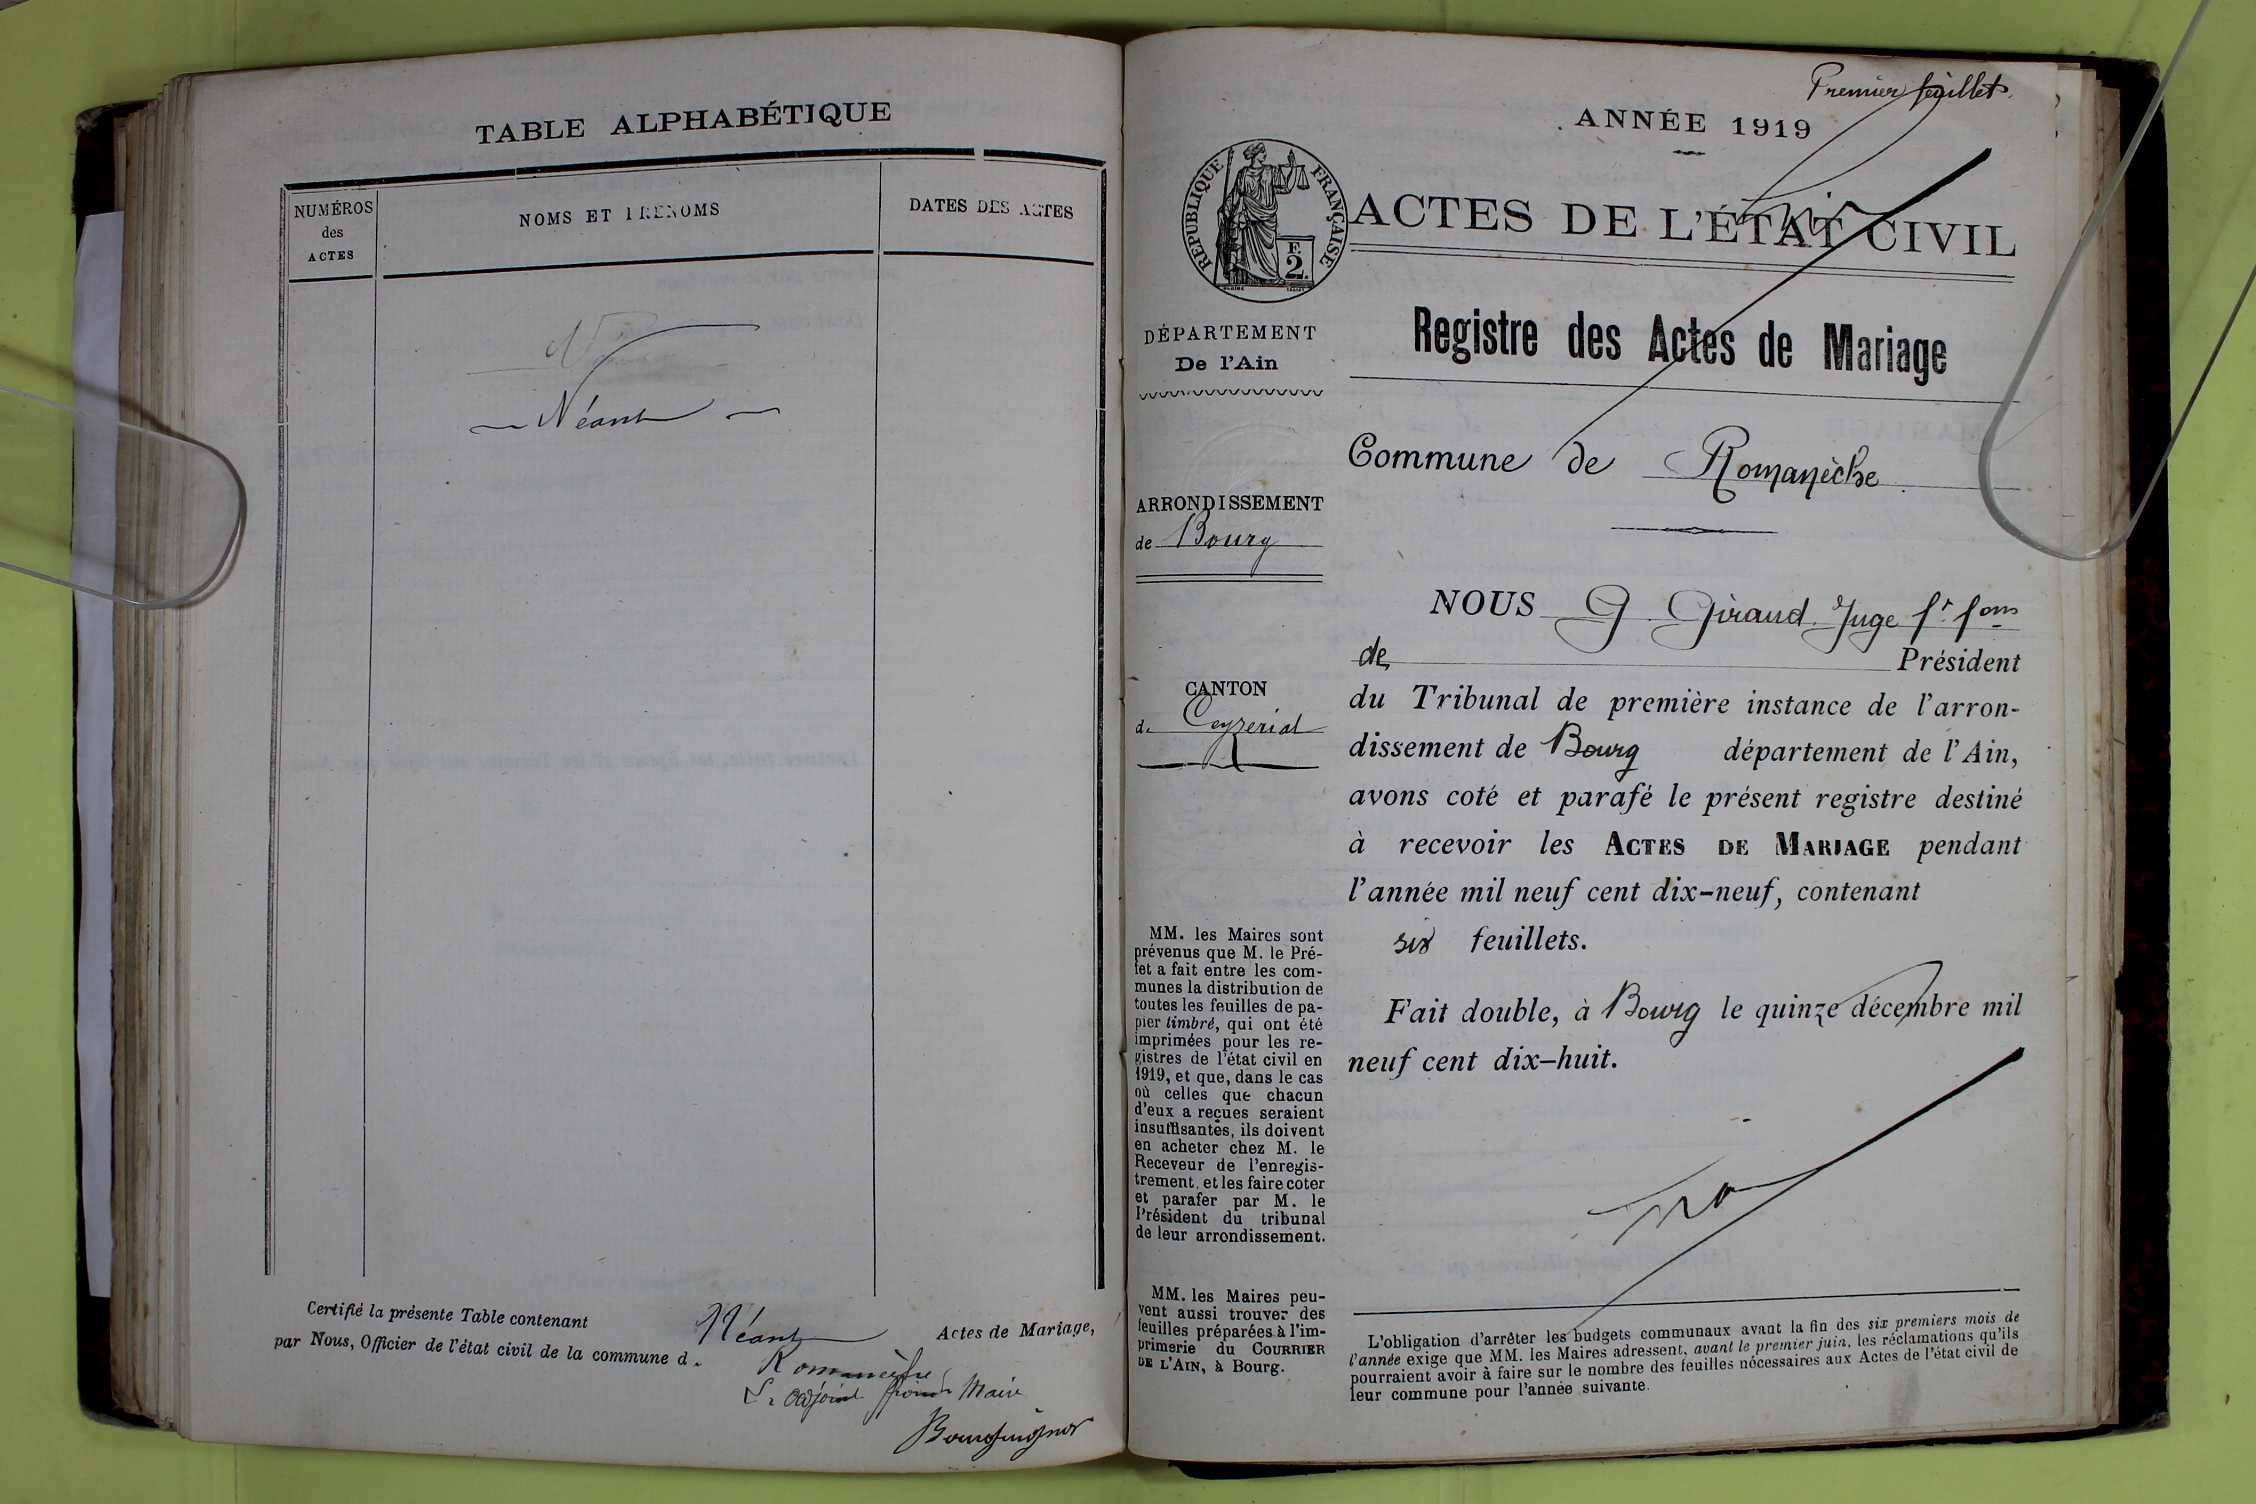 TABLE ALPHABÉTIQUE
NUMÉROS
des
ACTES
NOMS ET PRÉNOMS
DATES DES ACTES
Néant
Certifié la présente Table contenant Néant Actes de Mariage,
par Nous, Officier de l'état civil de la commune d.
Romanèche
L'adjoint Maire
Bourguignon
Premier feuillet.
ANNÉE 1919
RÉPUBLIQUE FRANÇAISE
F
2.
ACTES DE L'ÉTAT CIVIL
Registre des Actes de Mariage
DÉPARTEMENT
De l'Ain
ARRONDISSEMENT
de Bourg
CANTON
de Ceyzeriat
MM. les Maires sont
prévenus que M. le Pré-
fet a fait entre les com-
munes la distribution de
toutes les feuilles de pa-
pier timbré, qui ont été
imprimées pour les re-
gistres de l'état civil en
1919, et que, dans le cas
où celles que chacun
d'eux a reçues seraient
insuffisantes, ils doivent
en acheter chez M. le
Receveur de l'enregis-
trement, et les faire coter
et parafer par M. le
Président du tribunal
de leur arrondissement.
MM. les Maires peu-
vent aussi trouver des
feuilles préparées à l'im-
primerie du COURRIER
DE L'AIN, à Bourg.
Commune de Romanèche
NOUS G Giraud Juge ft fons
de Président
du Tribunal de première instance de l'arron-
dissement de Bourg département de l'Ain,
avons coté et parafé le présent registre destiné
à recevoir les ACTES DE MARIAGE pendant
l'année mil neuf cent dix-neuf, contenant
six feuillets.
Fait double, à Bourg le quinze décembre mil
neuf cent dix-huit.
L'obligation d'arrêter les budgets communaux avant la fin des six premiers mois de
l'année exige que MM. les Maires adressent, avant le premier juin, les réclamations qu'ils
pourraient avoir à faire sur le nombre des feuilles nécessaires aux Actes de l'état civil de
leur commune pour l'année suivante.